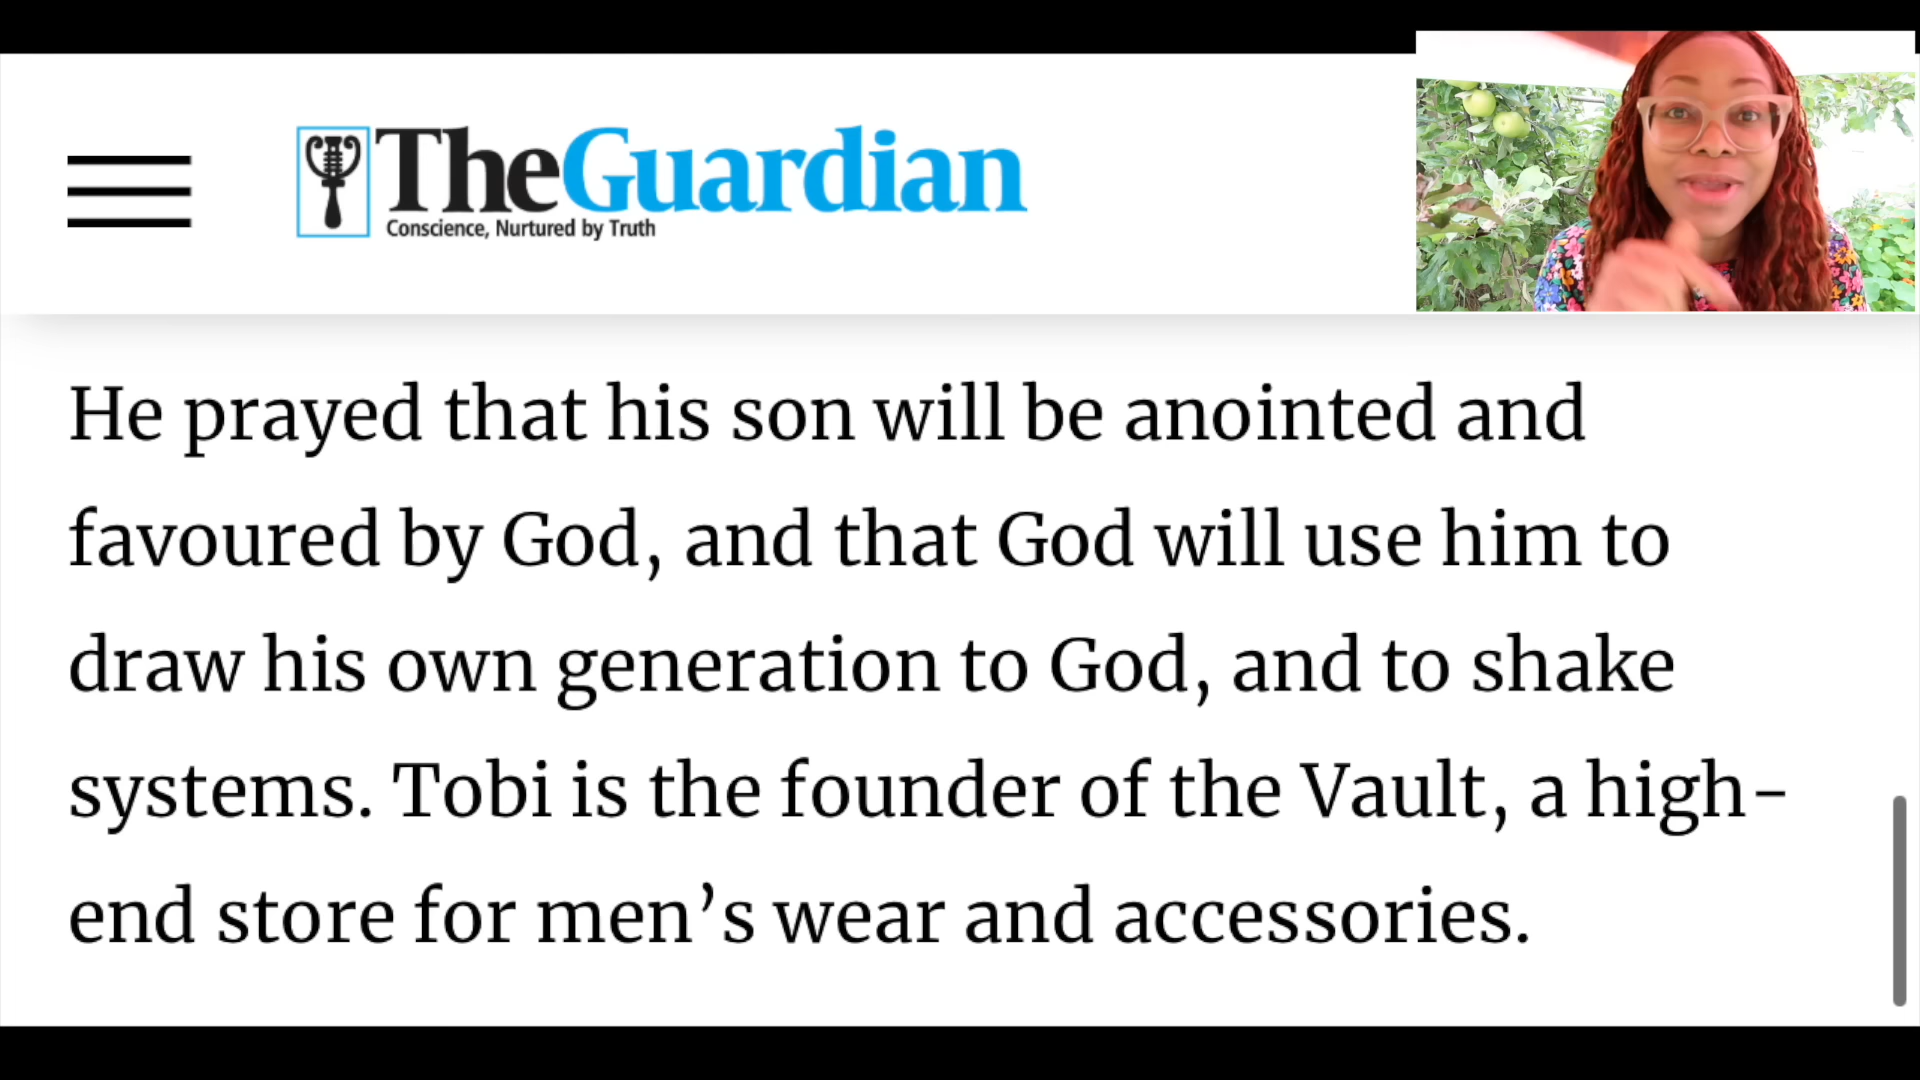 TheGuardian
Conscience, Nurtured by Truth
He prayed that his son will be anointed and
favoured by God, and that God will use him to
draw his own generation to God, and to shake
systems. Tobi is the founder of the Vault, a high-
end store for men’s wear and accessories.